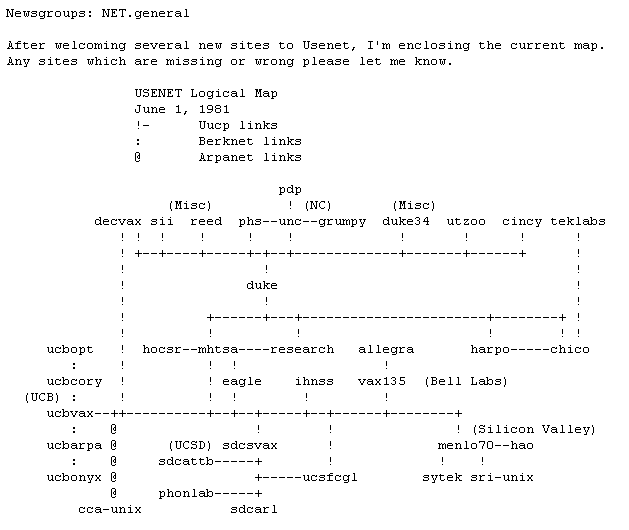 Newsgroups: NET.general

After welcoming several new sites to Usenet, I'm enclosing the current map.
Any sites which are missing or wrong please let me know.

                USENET Logical Map
                June 1, 1981
                !-      Uucp links
                :       Berknet links
                @       Arpanet links

                                  pdp
                    (Misc)         ! (NC)       (Misc)
           decvax sii   reed   phs--unc--grumpy  duke34  utzoo  cincy teklabs
              ! !  !    !     !    !             !       !      !      !
              ! +--+----+-----+-+--+-------------+-------+------+      !
              !                 !                                      !
              !               duke                                     !
              !                 !                                      !
              !          +------+---+-----------------------+--------+ !
              !          !          !                       !        ! !
     ucbopt   !  hocsr--mhtsa----research   allegra       harpo-----chico
        :     !          !  !                  !
     ucbcory  !          ! eagle    ihnss   vax135  (Bell Labs)
  (UCB) :     !          !  !        !         !
     ucbvax--++----------+--+--+-----+--+------+--------+
        :    @                 !        !               ! (Silicon Valley)
     ucbarpa @      (UCSD) sdcsvax      !             menlo70--hao
        :    @     sdcattb-----+        !             !    !
     ucbonyx @                 +-----ucsfcgl        sytek sri-unix
             @     phonlab-----+
         cca-unix           sdcarl